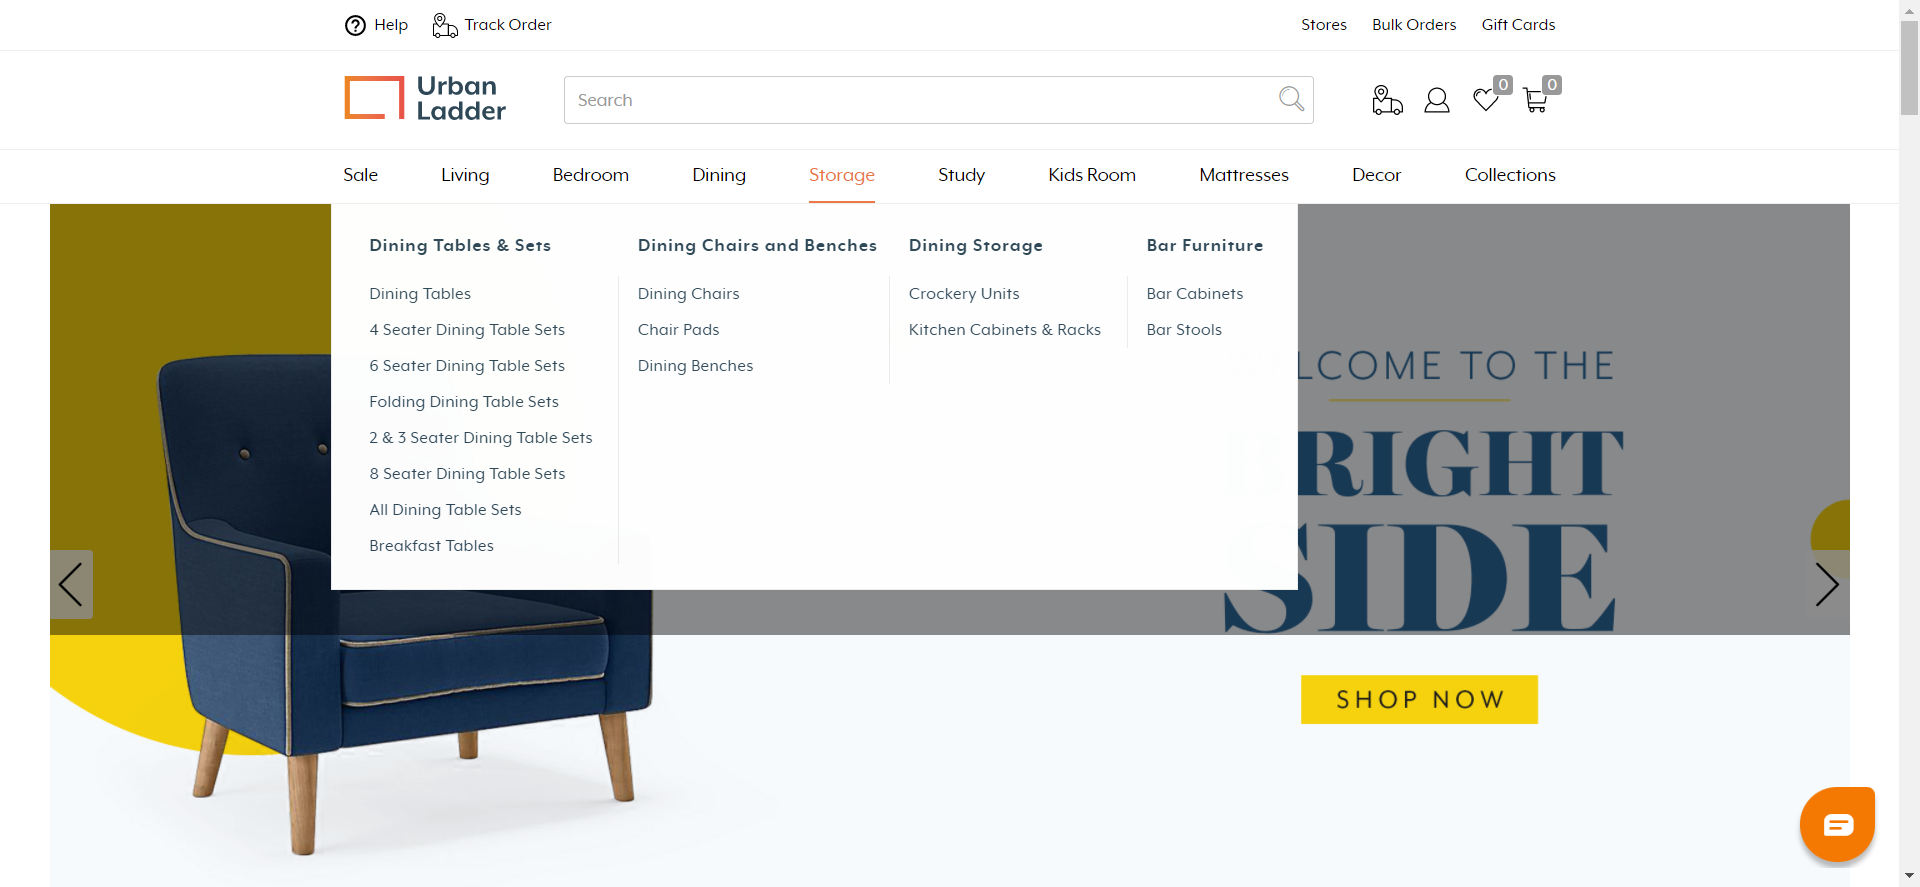 Help
Track Order
Stores
Bulk Orders
Gift Cards
Urban
Ladder
Search
0
0
Sale
Living
Bedroom
Dining
Storage
Study
Kids Room
Mattresses
Decor
Collections
Dining Tables & Sets
Dining Tables
4 Seater Dining Table Sets
6 Seater Dining Table Sets
Folding Dining Table Sets
2 & 3 Seater Dining Table Sets
8 Seater Dining Table Sets
All Dining Table Sets
Breakfast Tables
Dining Chairs and Benches
Dining Chairs
Chair Pads
Dining Benches
Dining Storage
Crockery Units
Kitchen Cabinets & Racks
Bar Furniture
Bar Cabinets
Bar Stools
LCOME TO THE
BRIGHT
SIDE
SHOP NOW